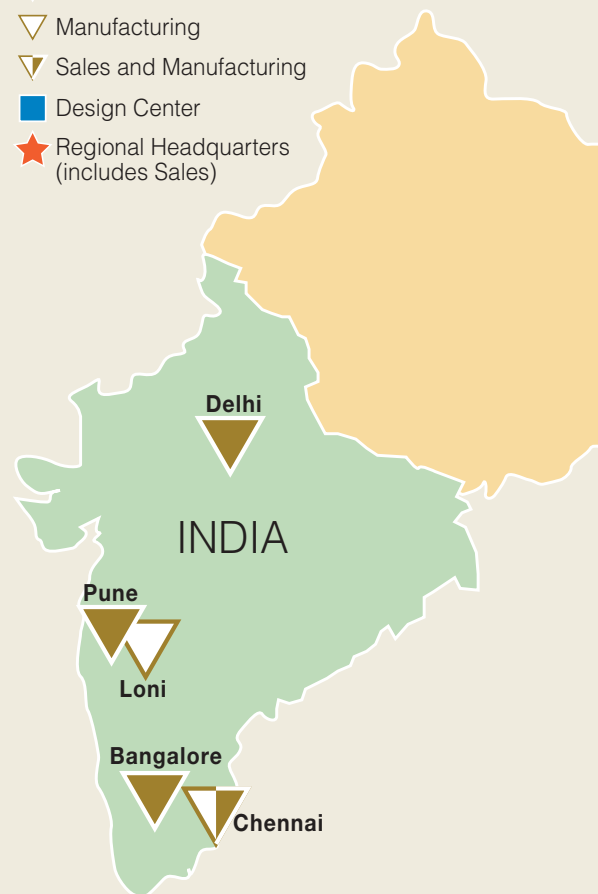 Manufacturing
Sales and Manufacturing
Design Center
Regional Headquarters
(includes Sales)
Delhi
INDIA
Pune
Loni
Bangalore
Chennai